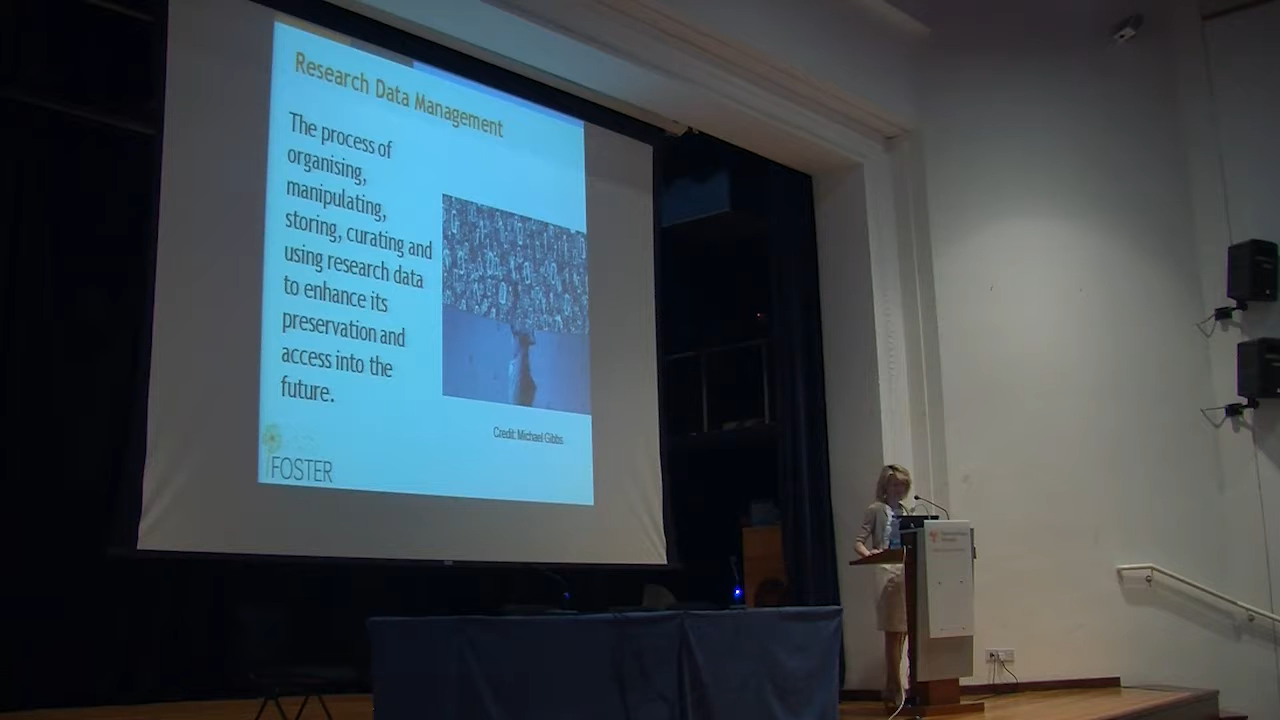 Research Data Management
The process of
organising,
manipulating,
storing, curating and
using research data
to enhance its
preservation and
access into the
future.
Credit: Michael Gibbs
FOSTER